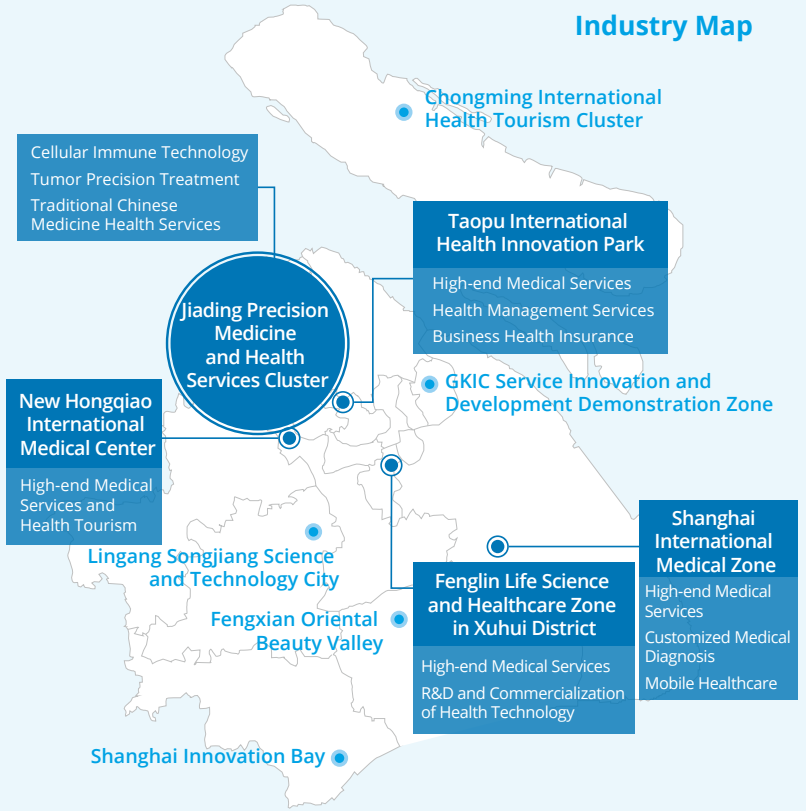 Industry Map
Chongming International
Health Tourism Cluster
Cellular Immune Technology
Tumor Precision Treatment
Traditional Chinese
Medicine Health Services
Taopu International
Health Innovation Park
High-end Medical Services
Health Management Services
Business Health Insurance
Jiading Precision
Medicine
and Health
Services Cluster
GKIC Service Innovation and
Development Demonstration Zone
New Hongqiao
International
Medical Center
High-end Medical
Services and
Health Tourism
Lingang Songjiang Science
and Technology City
Shanghai
International
Medical Zone
High-end Medical
Services
Customized Medical
Diagnosis
Mobile Healthcare
Fenglin Life Science
and Healthcare Zone
in Xuhui District
High-end Medical Services
R&D and Commercialization
of Health Technology
Fengxian Oriental
Beauty Valley
Shanghai Innovation Bay